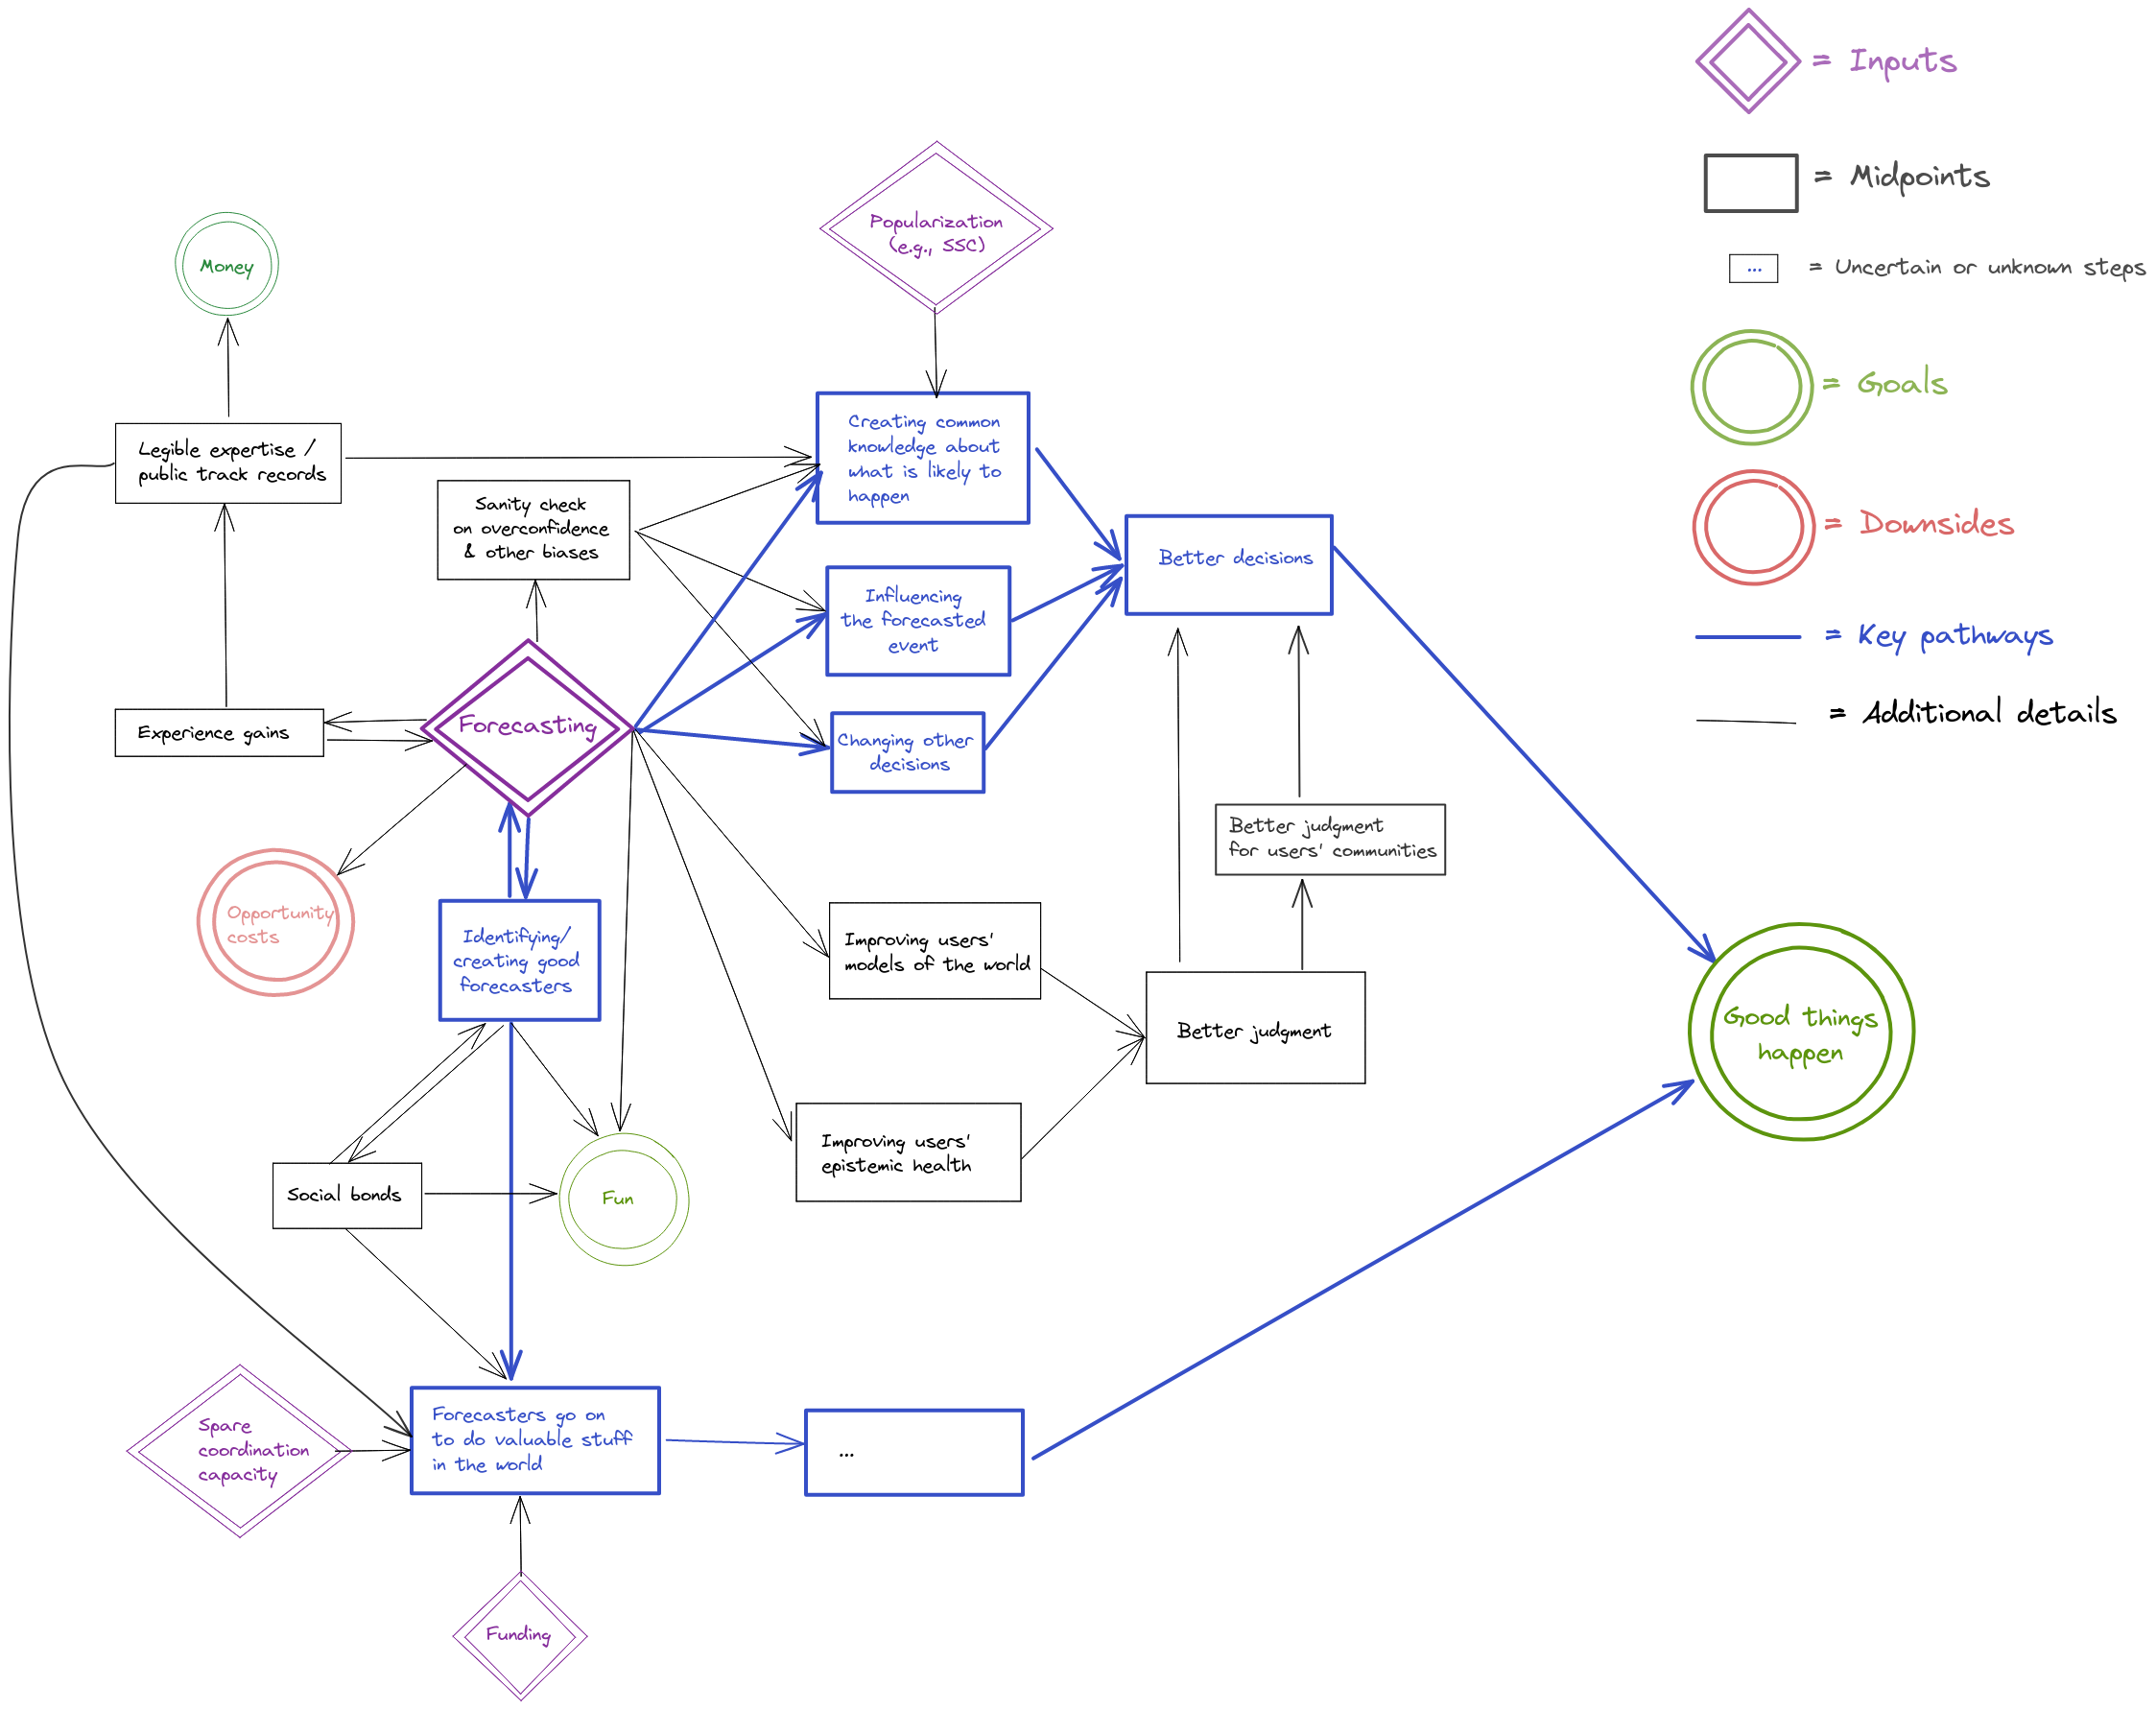 = Inputs
= Midpoints
...
= Uncertain or unknown steps
= Goals
= Downsides
= Key pathways
= Additional details
Popularization
(e.g., SSC)
Money
Legible expertise /
public track records
Sanity check
on overconfidence
& other biases
Creating common
knowledge about
what is likely to
happen
Better decisions
Influencing
the forecasted
event
Experience gains
Forecasting
Changing other
decisions
Better judgment
for users' communities
Opportunity
costs
Identifying/
creating good
forecasters
Improving users'
models of the world
Better judgment
Good things
happen
Improving users'
epistemic health
Social bonds
Fun
Spare
coordination
capacity
Forecasters go on
to do valuable stuff
in the world
...
Funding